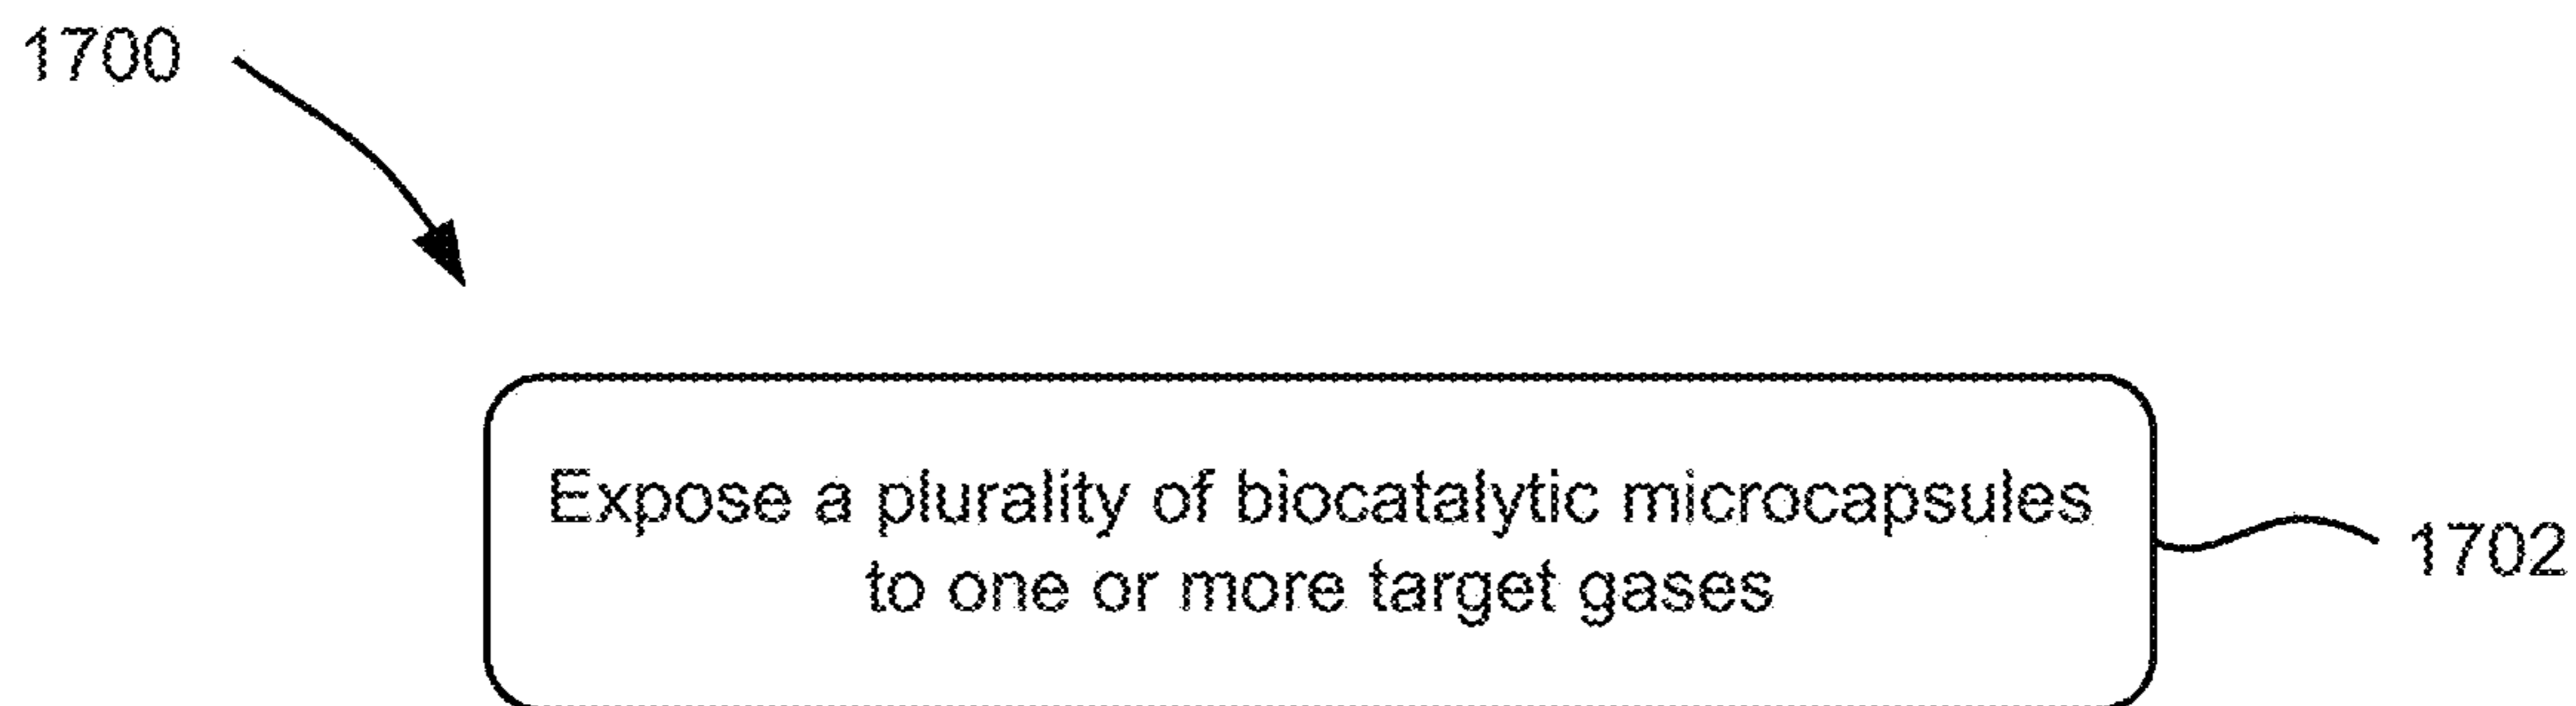 1700
Expose a plurality of biocatalytic microcapsules
to one or more target gases
1702